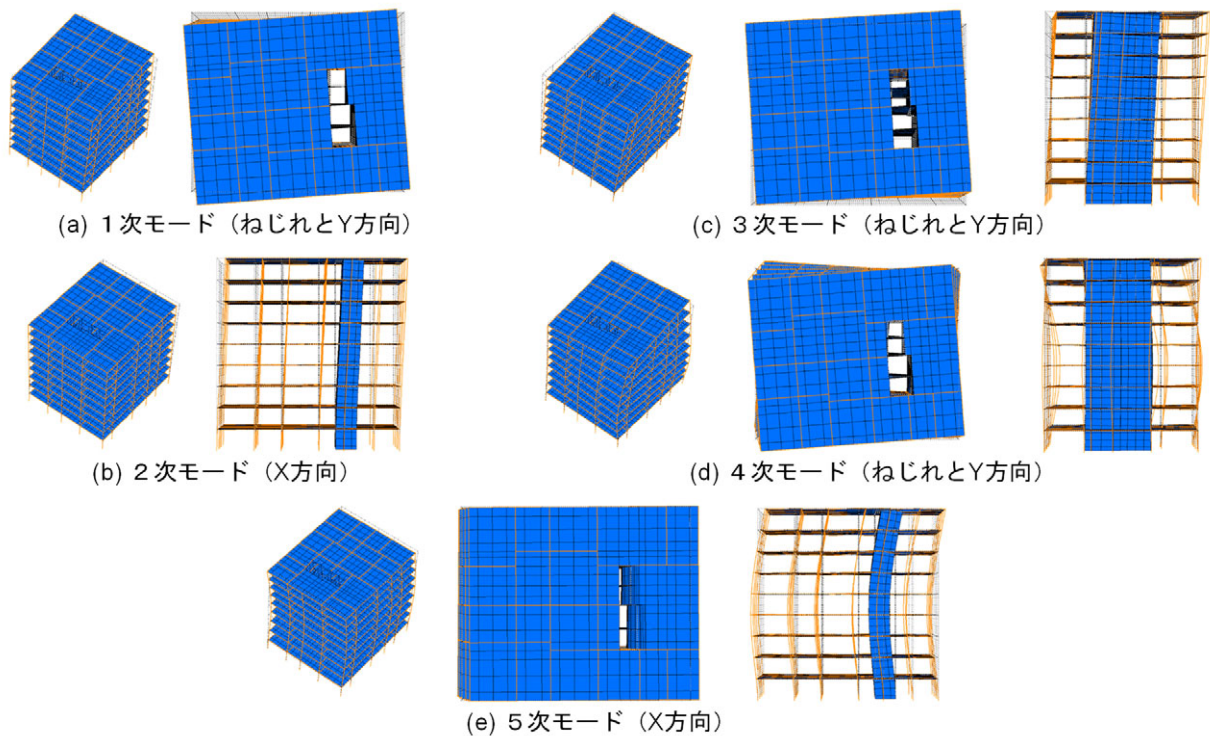 (a) １次モード（ねじれとY方向）
(c) ３次モード（ねじれとY方向）
(b) ２次モード（X方向）
(d) ４次モード（ねじれとY方向）
(e) ５次モード（X方向）